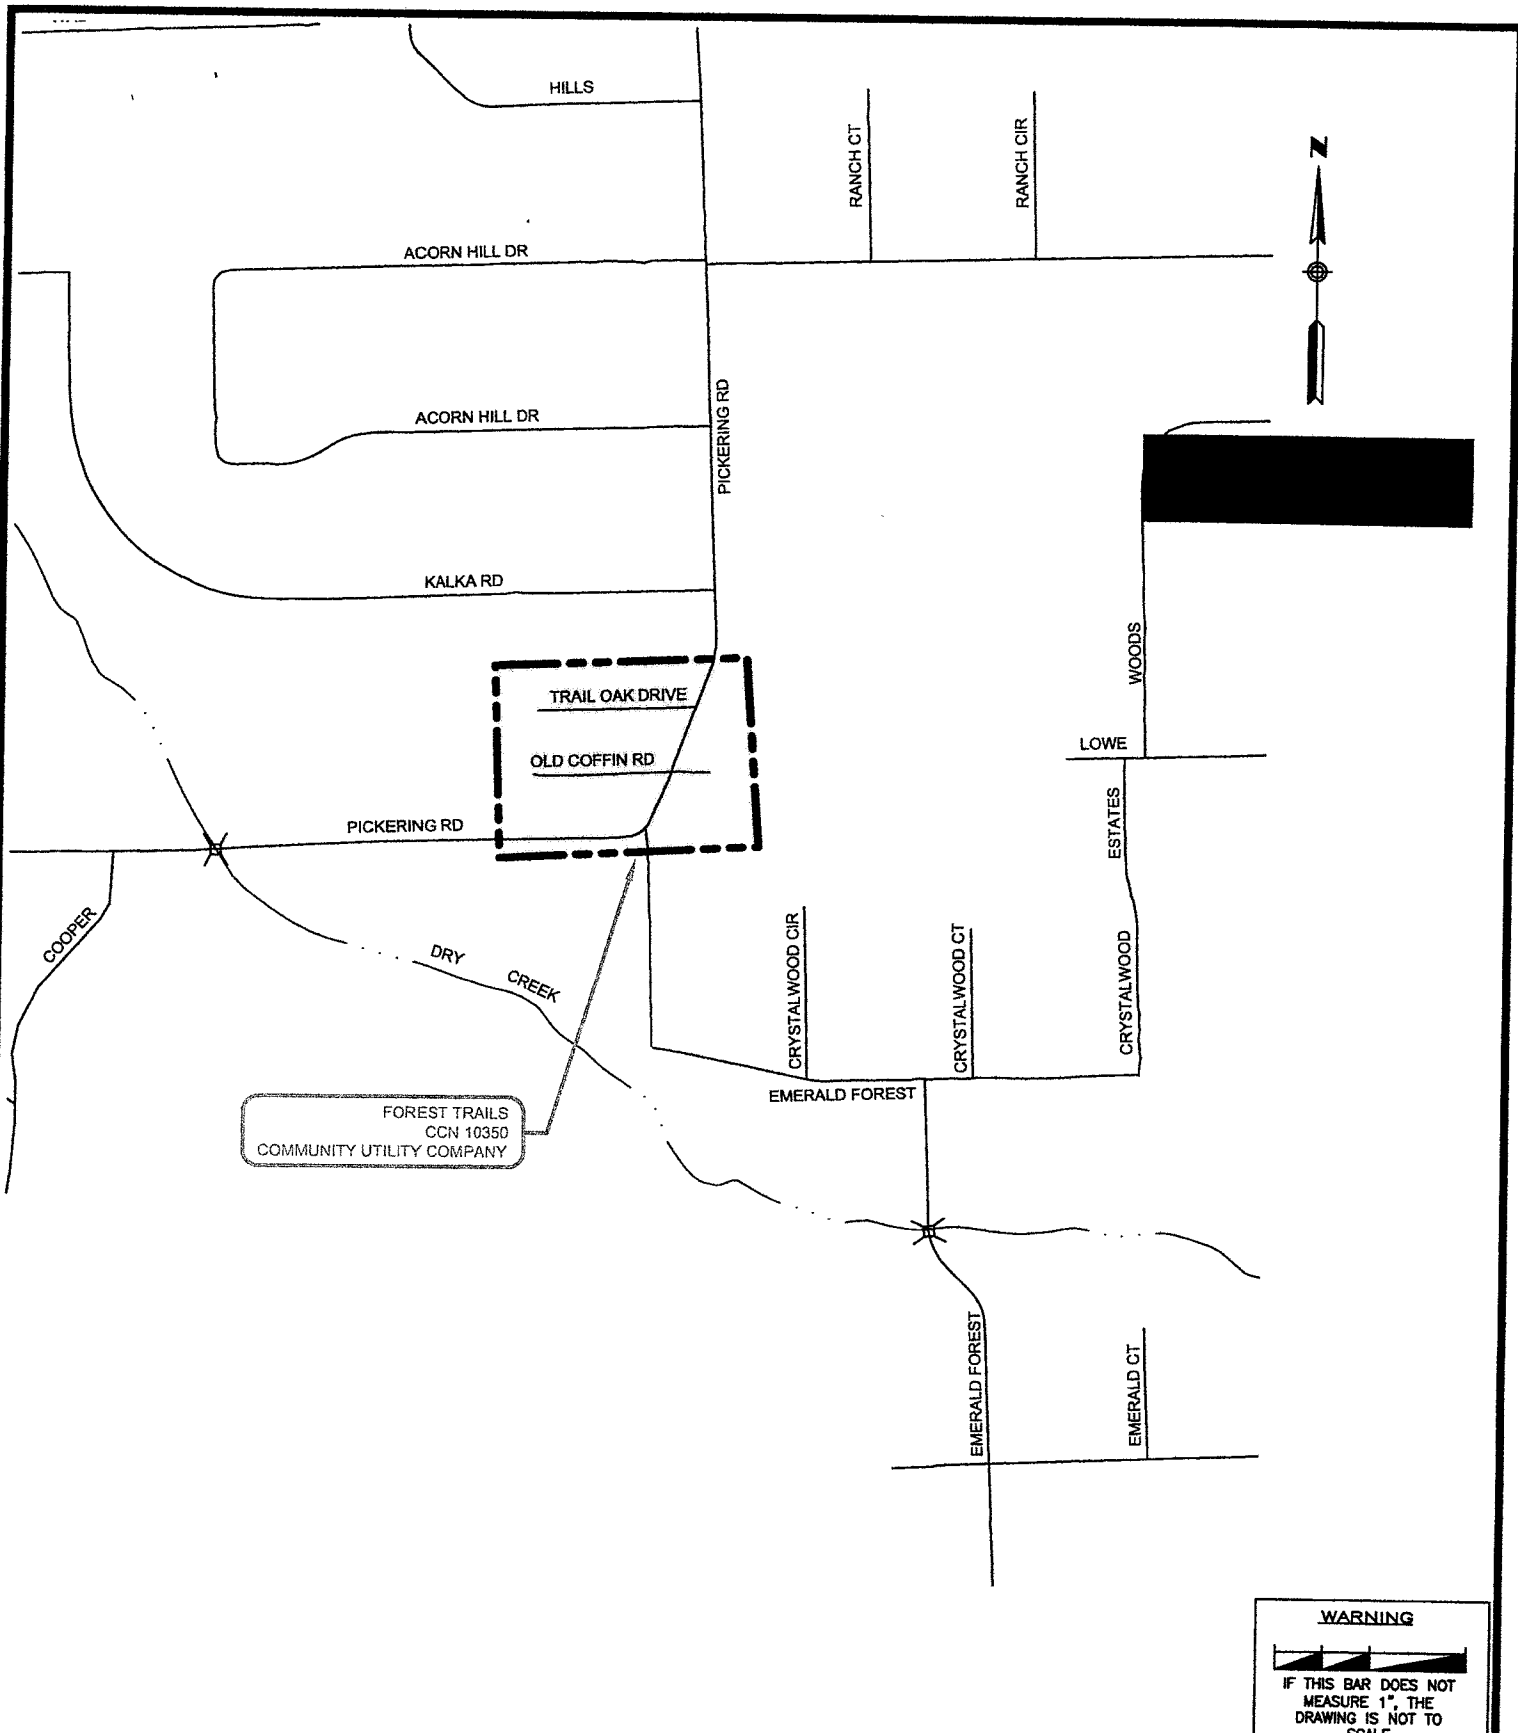 HILLS
RANCH CT
RANCH CIR
N
ACORN HILL DR
ACORN HILL DR
PICKERING RD
KALKA RD
WOODS
TRAIL OAK DRIVE
LOWE
OLD COFFIN RD
ESTATES
PICKERING RD
COOPER
DRY
CREEK
CRYSTALWOOD CIR
CRYSTALWOOD CT
CRYSTALWOOD
EMERALD FOREST
FOREST TRAILS
CCN 10350
COMMUNITY UTILITY COMPANY
EMERALD FOREST
EMERALD CT
WARNING
IF THIS BAR DOES NOT
MEASURE 1", THE
DRAWING IS NOT TO
SCALE